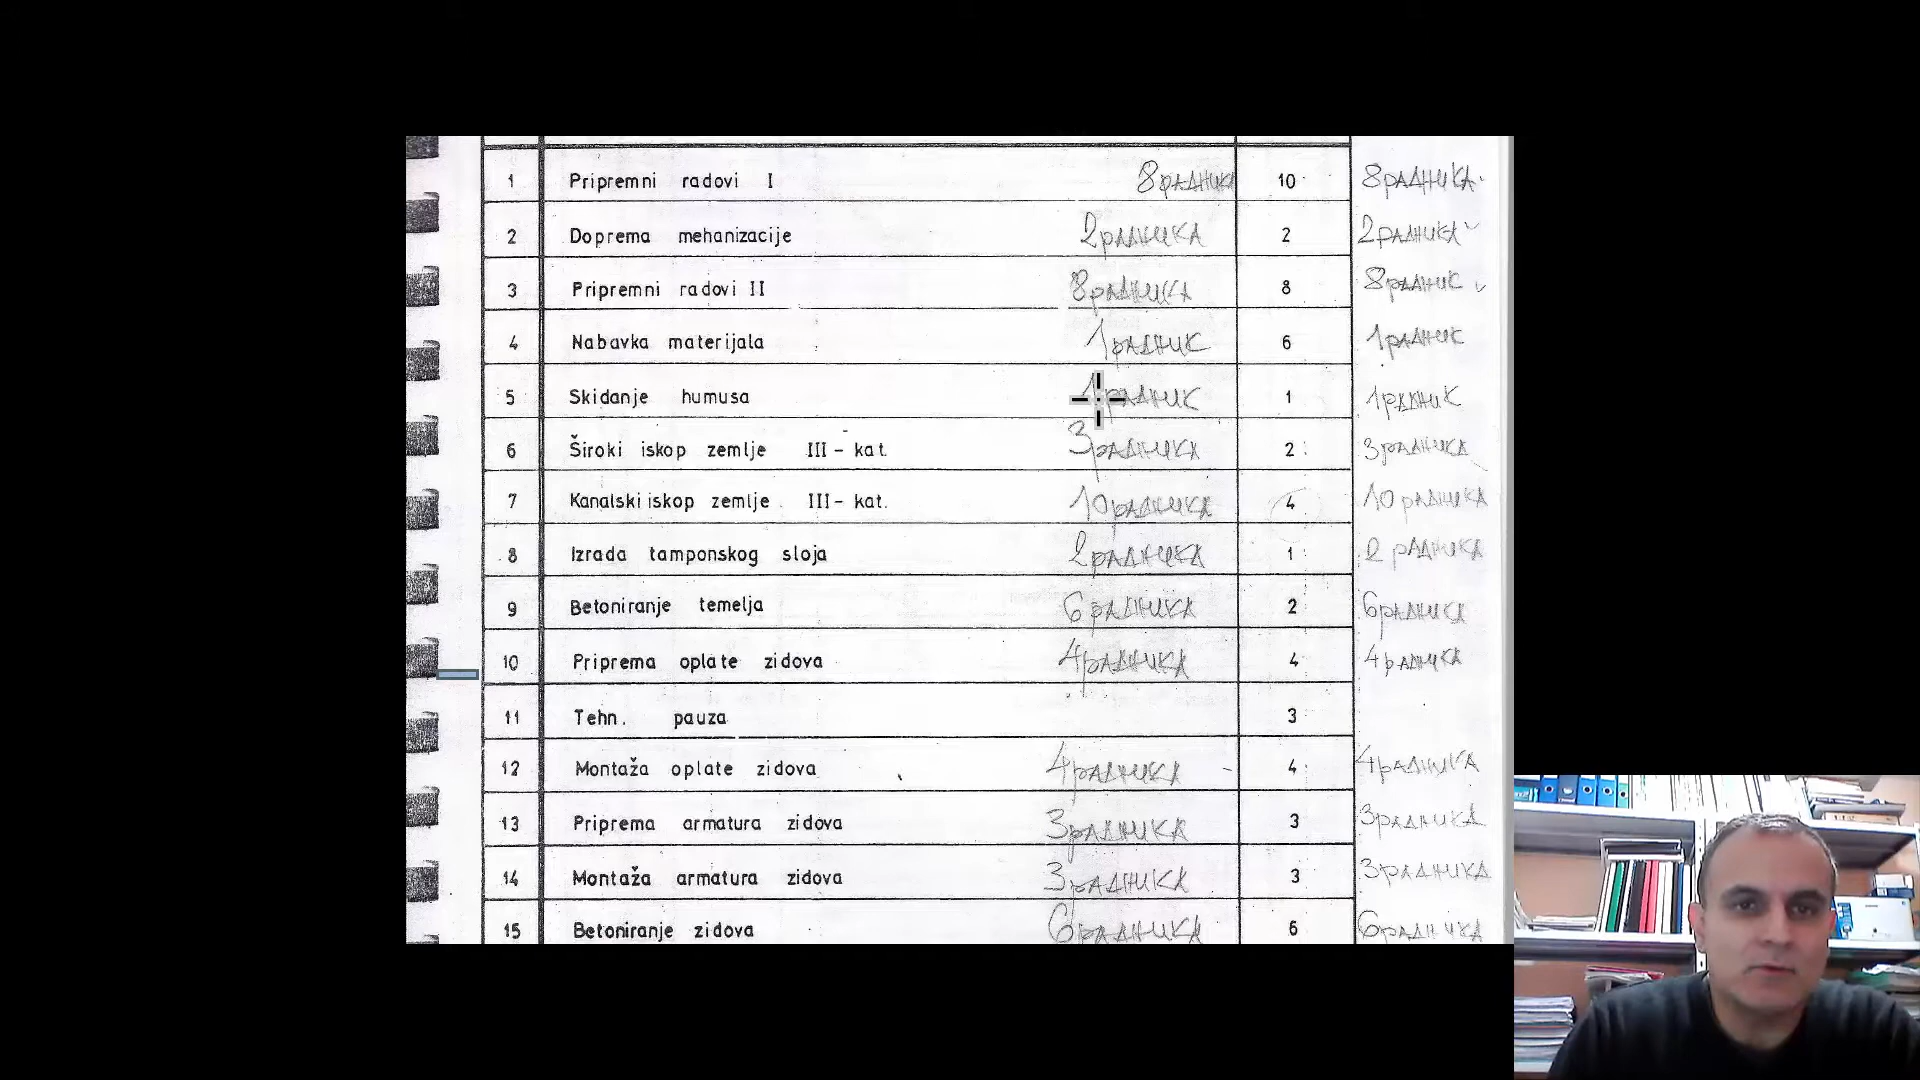 1 Pripremni radovi I 8 радника 10 8 радника
2 Doprema mehanizacije 2 радника 2 2 радника
3 Pripremni radovi II 8 радника 8 8 радник
4 Nabavka materijala 1 радник 6 1 радник
5 Skidanje humusa 1 радник 1 1 радник
6 Široki iskop zemlje III - kat. 3 радника 2 3 радника
7 Kanalski iskop zemlje III - kat. 10 радника 4 10 радника
8 Izrada tamponskog sloja 2 радника 1 2 радника
9 Betoniranje temelja 6 радника 2 6 радника
10 Priprema oplate zidova 4 радника 4 4 радника
11 Tehn. pauza 3
12 Montaža oplate zidova 4 радника 4 4 радника
13 Priprema armatura zidova 3 радника 3 3 радника
14 Montaža armatura zidova 3 радника 3 3 радника
15 Betoniranje zidova 6 радника 6 6 радника